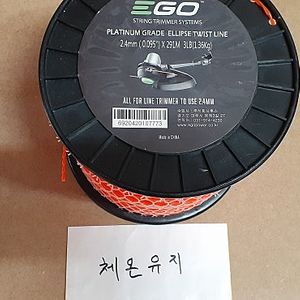 EGO
STRING TRIMMER SYSTEMS
PLATINUM GRADE ELLIPSE TWIST LINE
2.4mm (0.095") X 291M 3LB(1.36Kg)
ALL FOR LINE TRIMMER TO USE 2.4MM
6920420107773
Made in CHINA
체온유지